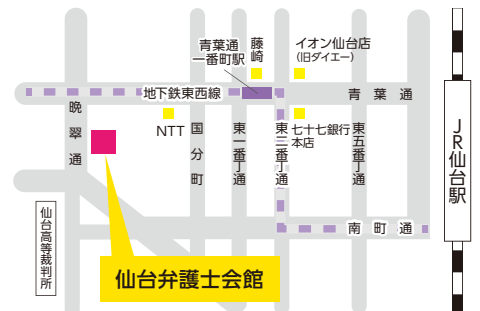 青葉通
一番町駅
藤崎
イオン仙台店
(旧ダイエー)
地下鉄東西線
青葉通
晩翠通
NTT
国分町
東一番丁通
東三番丁通
七十七銀行
本店
東五番丁通
JR仙台駅
仙台高等裁判所
南町通
仙台弁護士会館